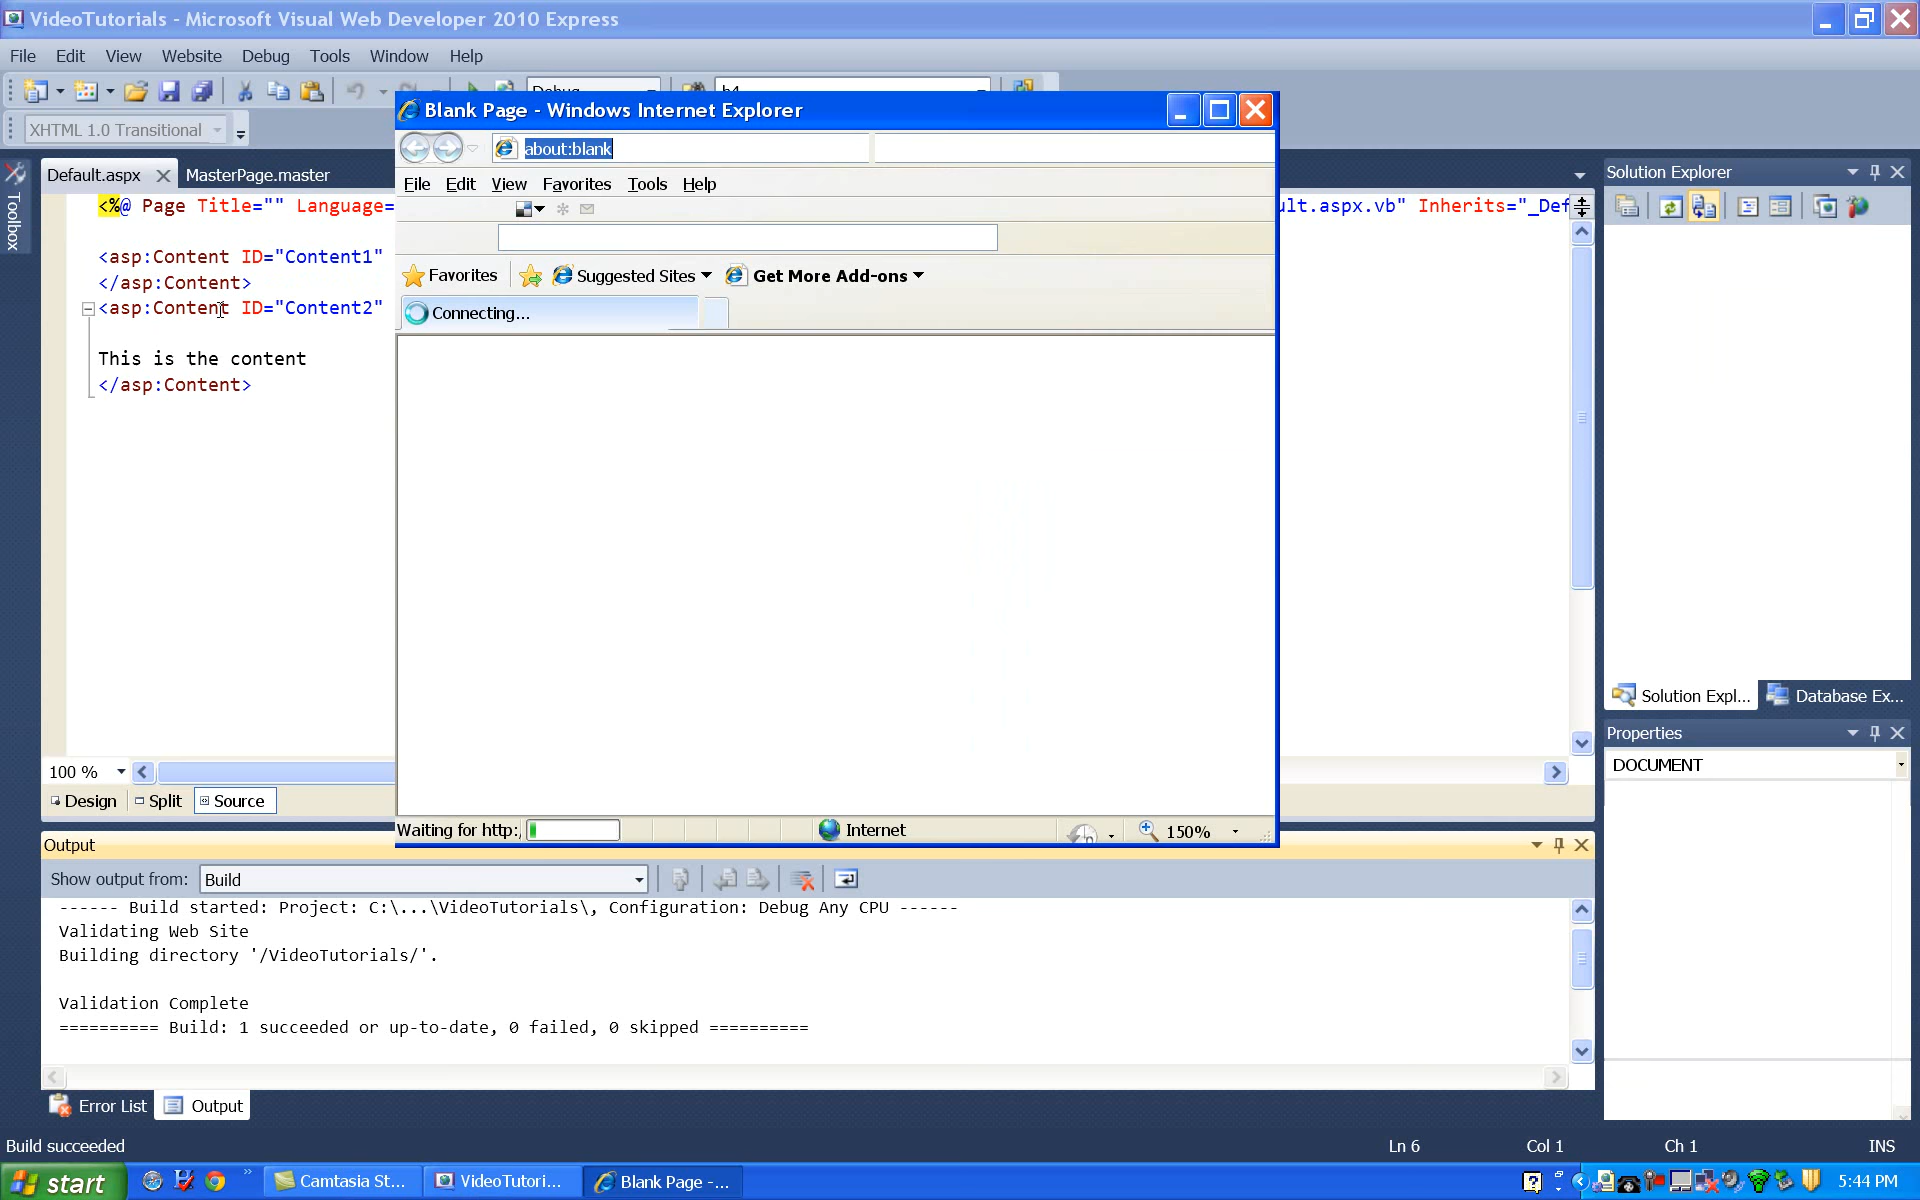 VideoTutorials - Microsoft Visual Web Developer 2010 Express
File Edit View Website Debug Tools Window Help
Debug
XHTML 1.0 Transitional
Blank Page - Windows Internet Explorer
about:blank
File Edit View Favorites Tools Help
Favorites Suggested Sites Get More Add-ons
Connecting...
Toolbox
Default.aspx MasterPage.master
<%@ Page Title="" Language=
ult.aspx.vb" Inherits="_Def
<asp:Content ID="Content1"
</asp:Content>
<asp:Content ID="Content2"
This is the content
</asp:Content>
100 %
Design Split Source
Waiting for http:/
Internet
150%
Solution Explorer
Solution Expl... Database Ex...
Properties
DOCUMENT
Output
Show output from: Build
------ Build started: Project: C:\...\VideoTutorials\, Configuration: Debug Any CPU ------
Validating Web Site
Building directory '/VideoTutorials/'.
Validation Complete
========== Build: 1 succeeded or up-to-date, 0 failed, 0 skipped ==========
Error List Output
Build succeeded
Ln 6 Col 1 Ch 1 INS
start
Camtasia St... VideoTutori... Blank Page -...
5:44 PM